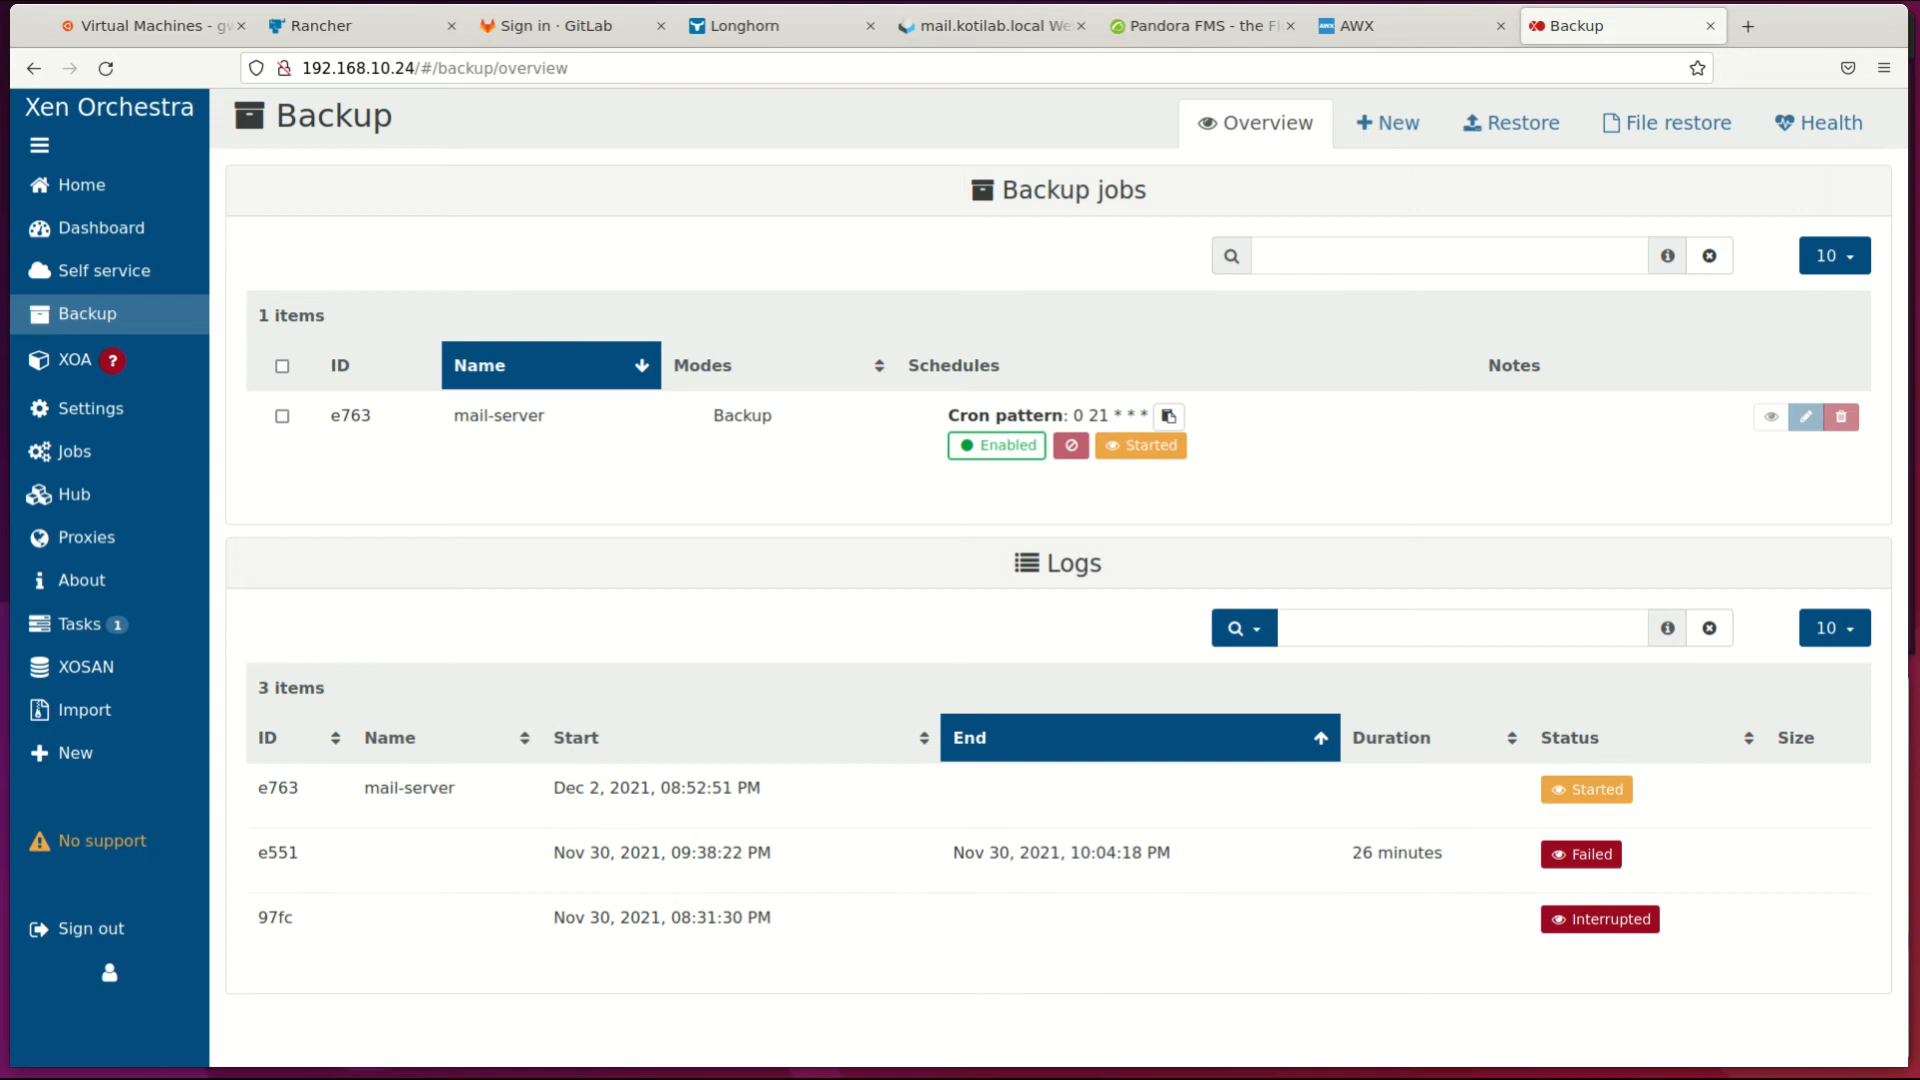 Virtual Machines - gw
Rancher
Sign in · GitLab
Longhorn
mail.kotilab.local We
Pandora FMS - the Fl
AWX
Backup
192.168.10.24/#/backup/overview
Xen Orchestra
Home
Dashboard
Self service
Backup
XOA ?
Settings
Jobs
Hub
Proxies
About
Tasks 1
XOSAN
Import
New
No support
Sign out
Backup
Overview
New
Restore
File restore
Health
Backup jobs
10
1 items
ID Name Modes Schedules Notes
e763 mail-server Backup Cron pattern: 0 21 * * *
Enabled Started
Logs
10
3 items
ID Name Start End Duration Status Size
e763 mail-server Dec 2, 2021, 08:52:51 PM Started
e551 Nov 30, 2021, 09:38:22 PM Nov 30, 2021, 10:04:18 PM 26 minutes Failed
97fc Nov 30, 2021, 08:31:30 PM Interrupted